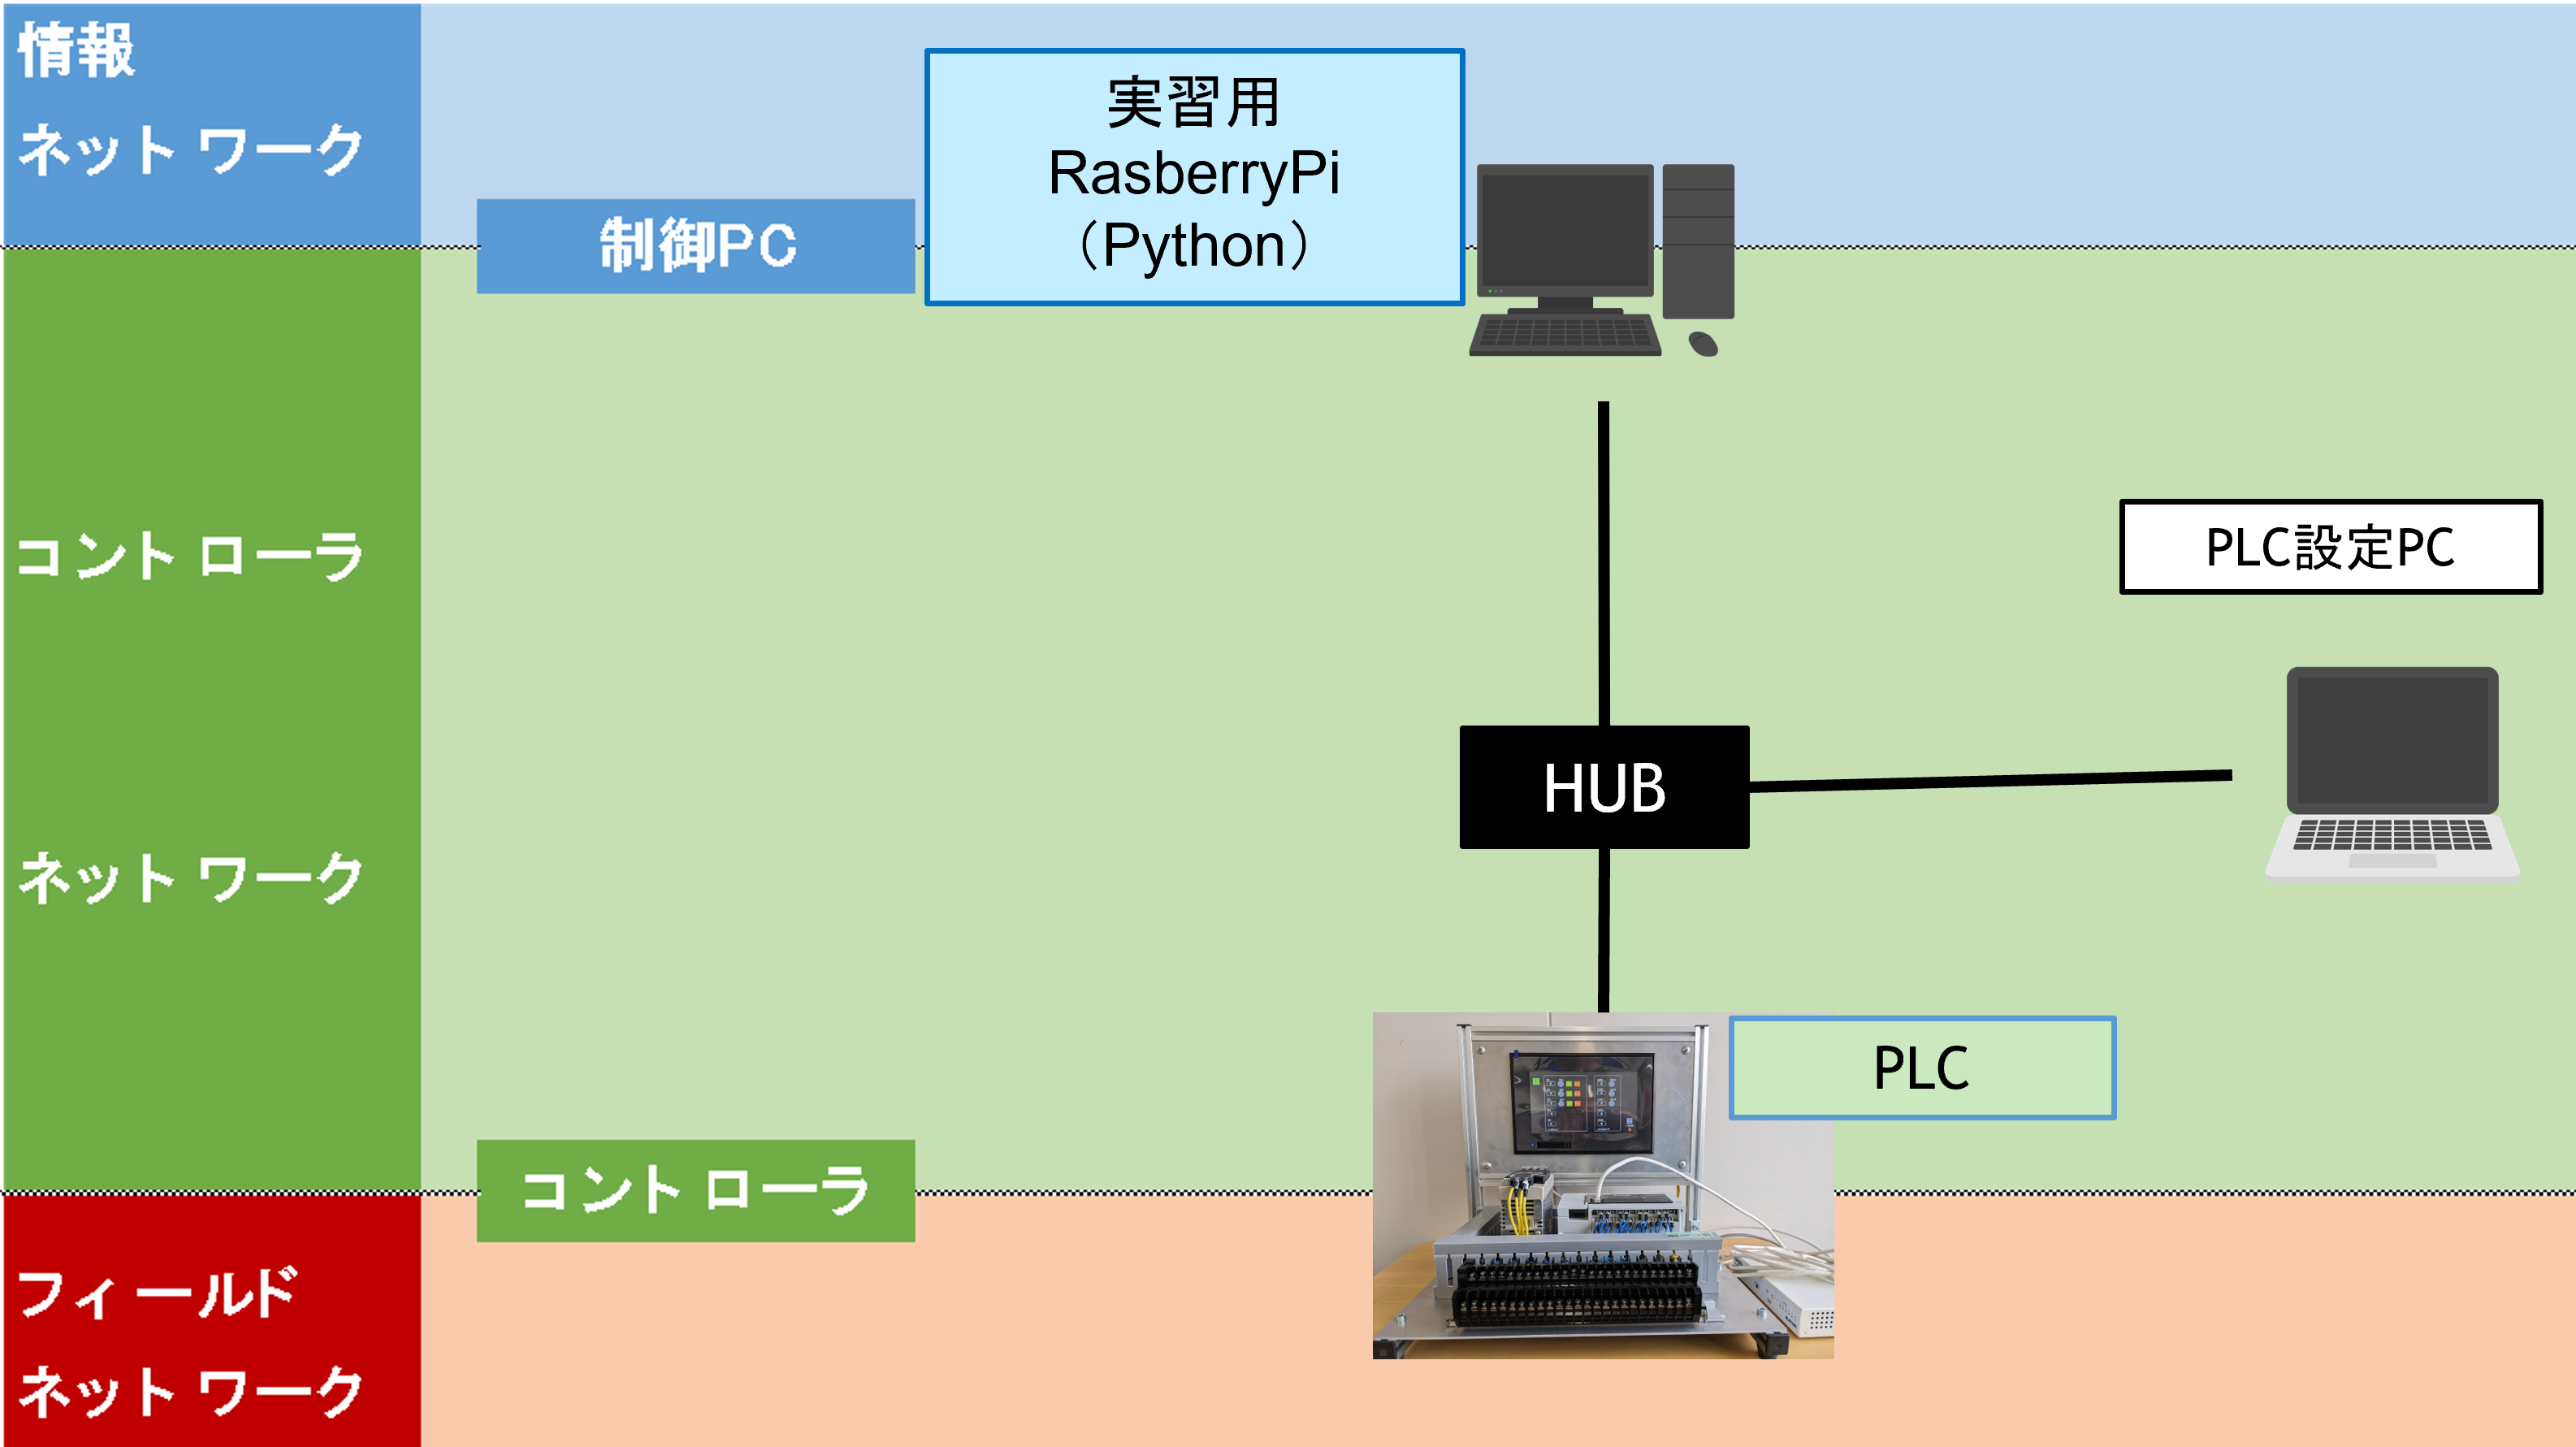 情報
ネットワーク
制御PC
実習用
RasberryPi
（Python）
コントローラ
ネットワーク
PLC設定PC
HUB
PLC
コントローラ
フィールド
ネットワーク